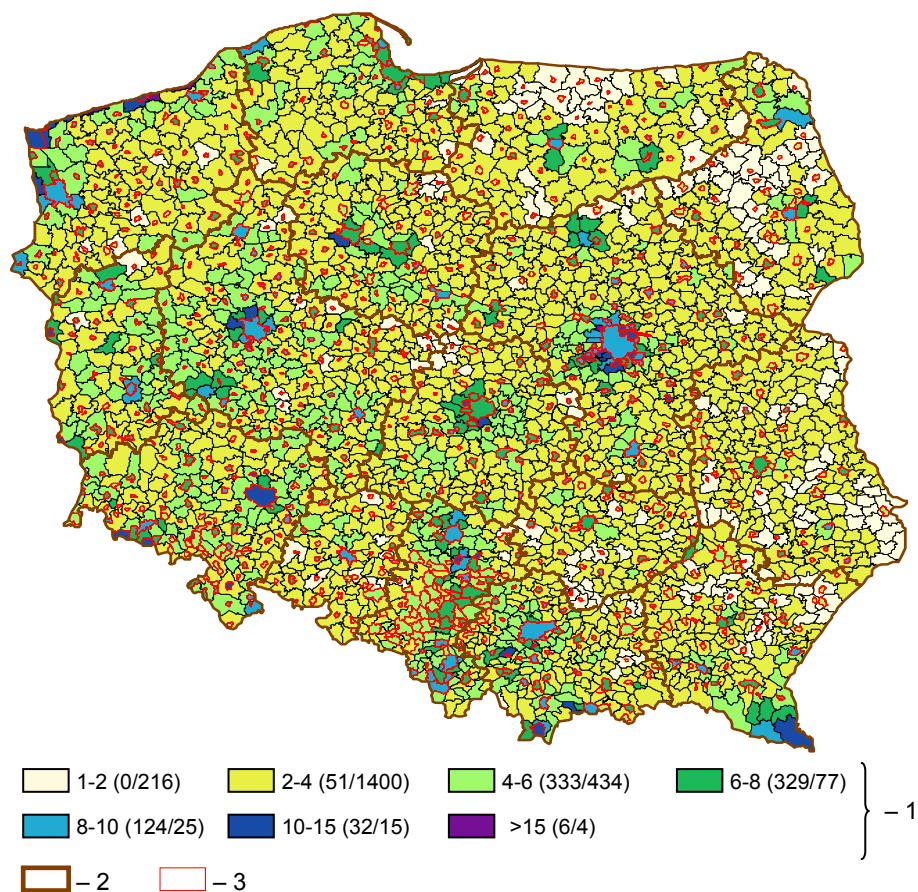 1-2 (0/216) 2-4 (51/1400) 4-6 (333/434) 6-8 (329/77)
– 1
8-10 (124/25) 10-15 (32/15) >15 (6/4)
– 2 – 3